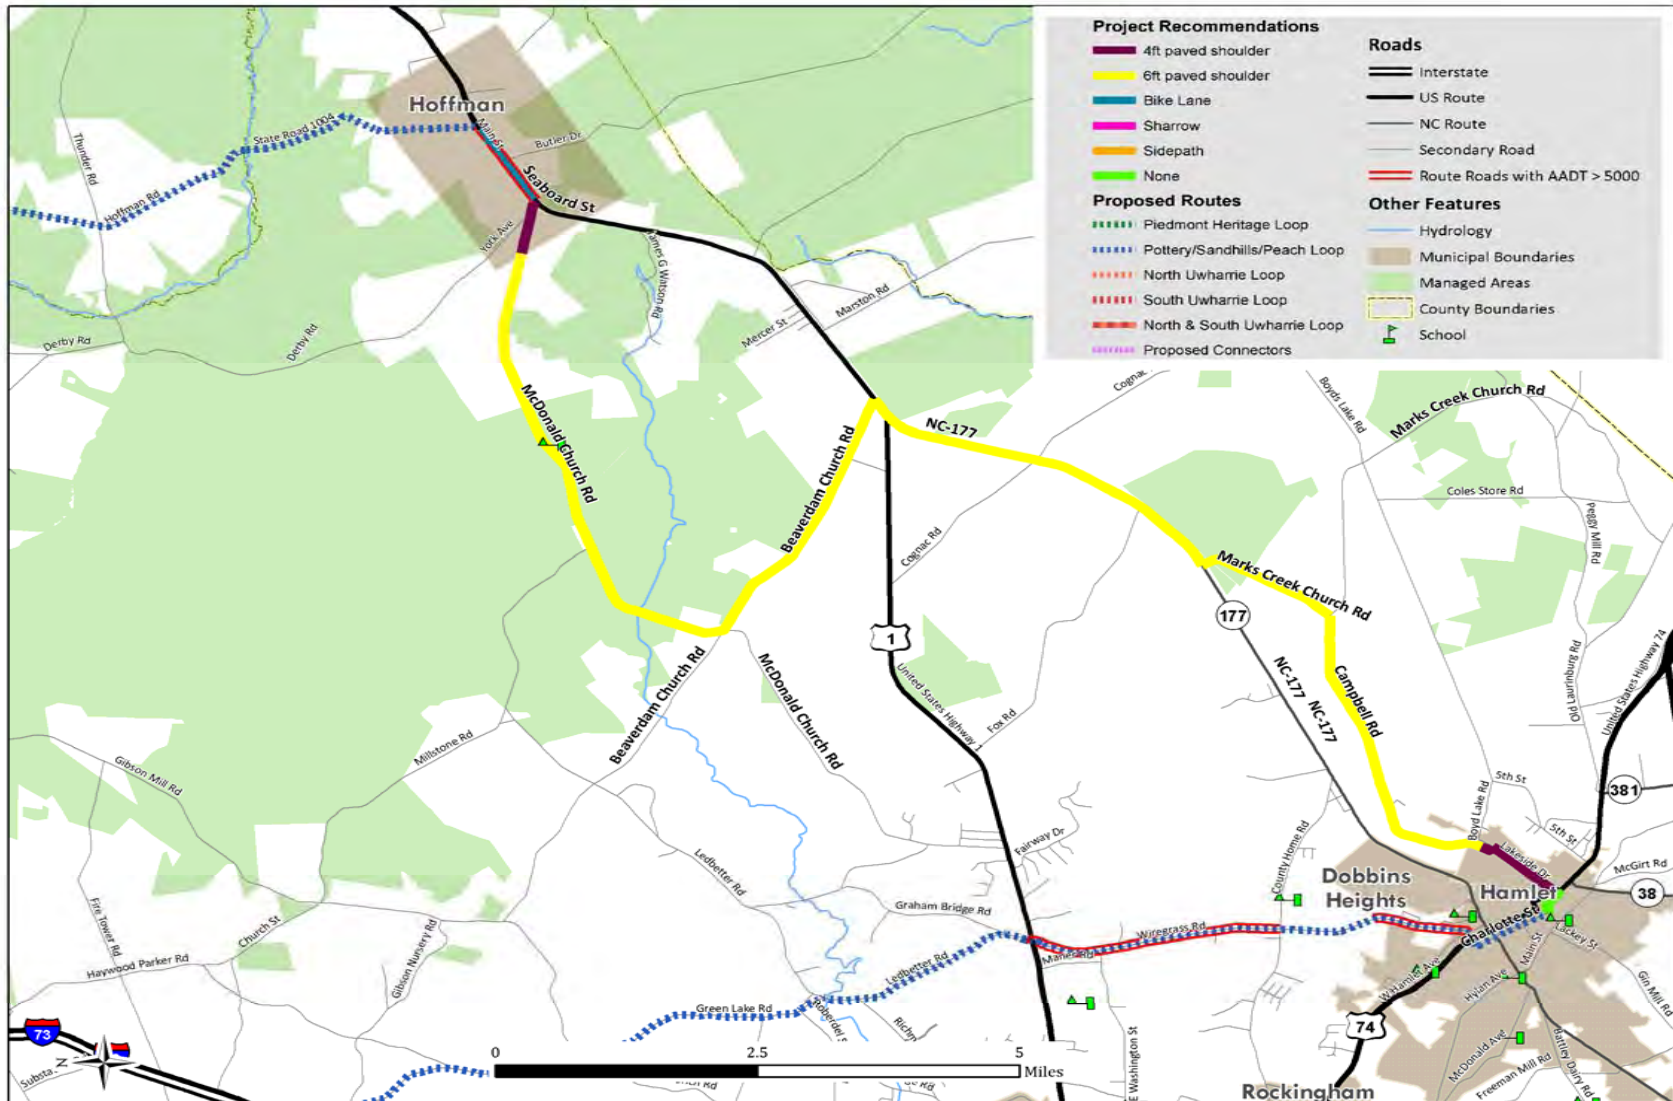 Project Recommendations
4ft paved shoulder
6ft paved shoulder
Bike Lane
Sharrow
Sidepath
None
Proposed Routes
Piedmont Heritage Loop
Pottery/Sandhills/Peach Loop
North Uwharrie Loop
South Uwharrie Loop
North & South Uwharrie Loop
Proposed Connectors
Roads
Interstate
US Route
NC Route
Secondary Road
Route Roads with AADT > 5000
Other Features
Hydrology
Municipal Boundaries
Managed Areas
County Boundaries
School
Hoffman
State Road 1004
Thunder Rd
Hoffman Rd
Main St
Butler Dr
Seaboard St
York Ave
James G Watson Rd
Derby Rd
Derby Rd
Mercer St
Marston Rd
McDonald Church Rd
Beaverdam Church Rd
NC-177
Cognac
Boyds Lake Rd
Marks Creek Church Rd
Coles Store Rd
Peggy Mill Rd
Cognac Rd
Marks Creek Church Rd
177
1
Beaverdam Church Rd
McDonald Church Rd
United States Highway 1
Fox Rd
NC-177
NC-177
Campbell Rd
Old Laurinburg Rd
United States Highway 74
Gibson Mill Rd
Millstone Rd
5th St
381
Boyd Lake Rd
5th St
Lakeside Dr
McGirt Rd
Fairway Dr
Ledbetter Rd
County Home Rd
Dobbins
Heights
Hamlet
38
Fire Tower Rd
Church St
Graham Bridge Rd
Wiregrass Rd
Charlotte St
Lackey St
Haywood Parker Rd
Gibson Nursery Rd
Ledbetter Rd
Manes Rd
Main St
W Hamlet Ave
Hylan Ave
Gin Mill Rd
Green Lake Rd
Roberdel
Richm
73
74
E Washington St
McDonald Ave
Battley Dairy Rd
Freeman Mill Rd
Substa
N
0
2.5
5
Miles
Rd
Rd
Rockingham